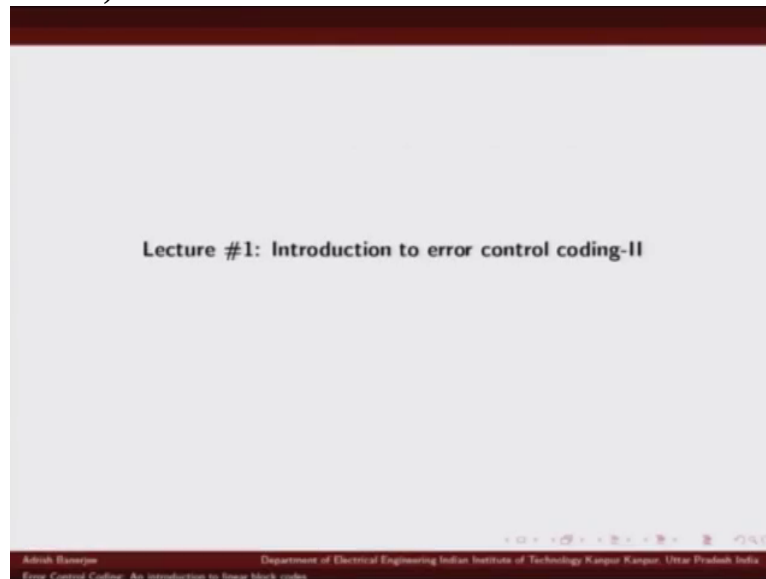 Lecture #1: Introduction to error control coding-II
Adrish Banerjee
Department of Electrical Engineering Indian Institute of Technology Kanpur Kanpur, Uttar Pradesh India
Error Control Coding: An introduction to linear block codes